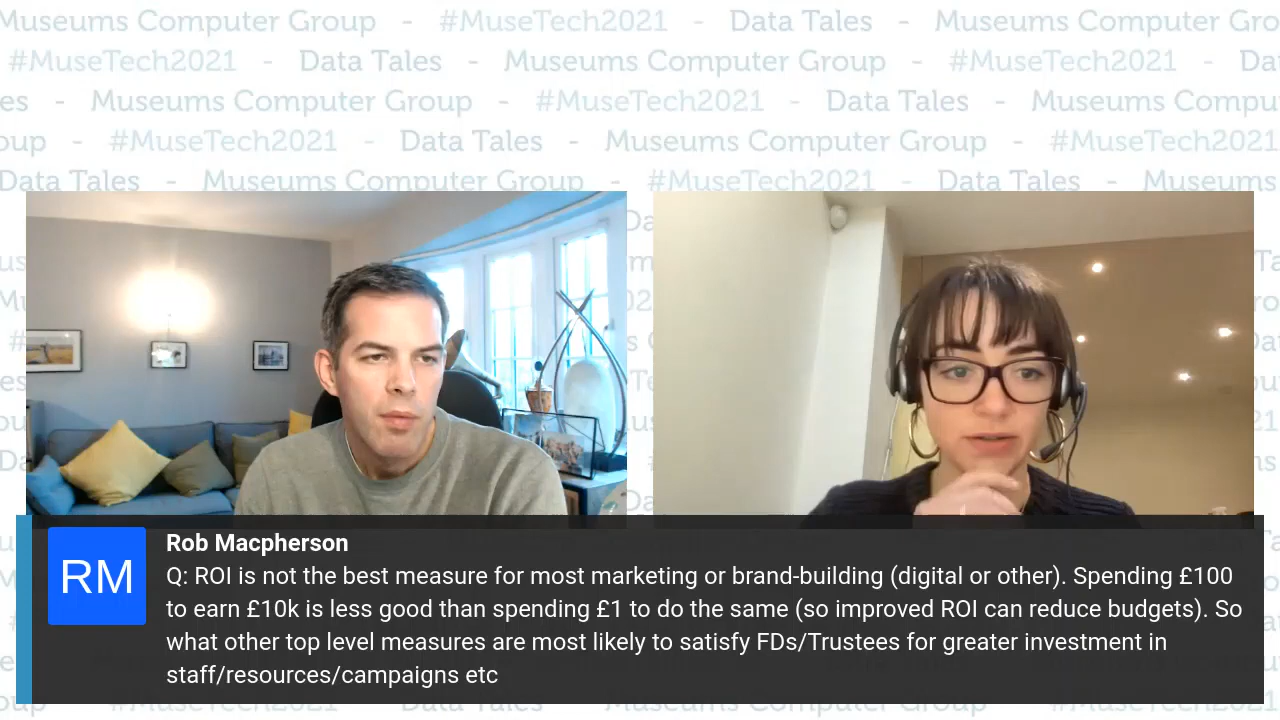 Museums Computer Group - #MuseTech2021 - Data Tales - Museums Computer Gro
#MuseTech2021 - Data Tales - Museums Computer Group - #MuseTech2021 - Da
es - Museums Computer Group - #MuseTech2021 - Data Tales - Museums Compu
oup - #MuseTech2021 - Data Tales - Museums Computer Group - #MuseTech2021
Data Tales - Museums Computer Group - #MuseTech2021 - Data Tales - Museums
RM
Rob Macpherson
Q: ROI is not the best measure for most marketing or brand-building (digital or other). Spending £100
to earn £10k is less good than spending £1 to do the same (so improved ROI can reduce budgets). So
what other top level measures are most likely to satisfy FDs/Trustees for greater investment in
staff/resources/campaigns etc